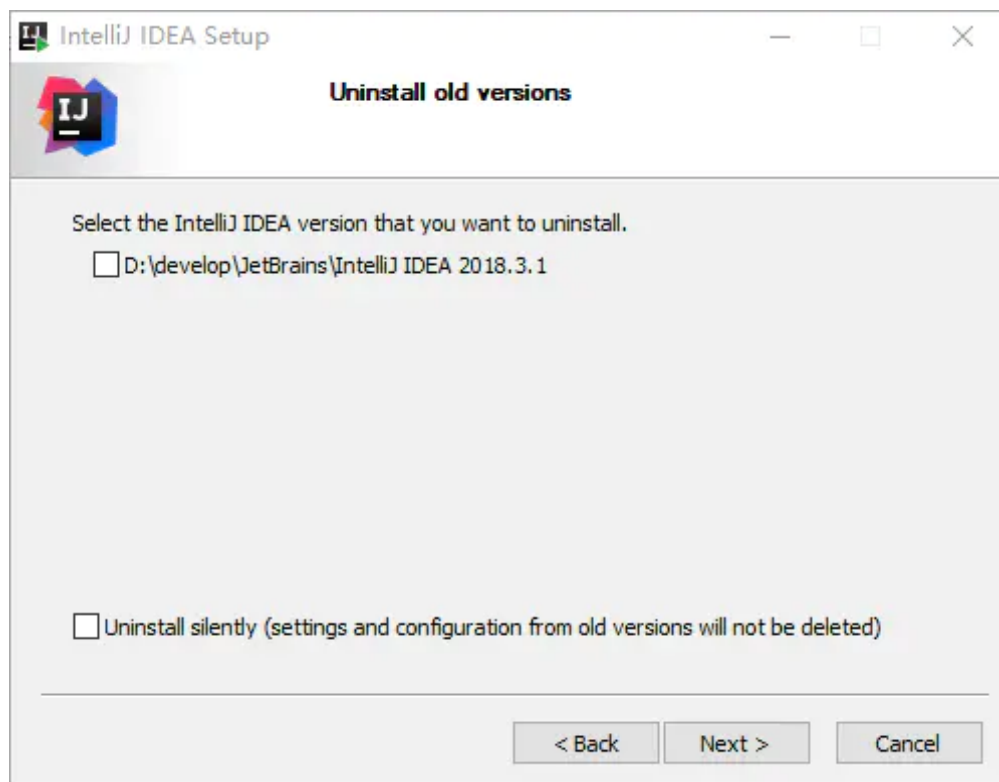 IntelliJ IDEA Setup
Uninstall old versions
IJ
Select the IntelliJ IDEA version that you want to uninstall.
D:\develop\JetBrains\IntelliJ IDEA 2018.3.1
Uninstall silently (settings and configuration from old versions will not be deleted)
< Back
Next >
Cancel